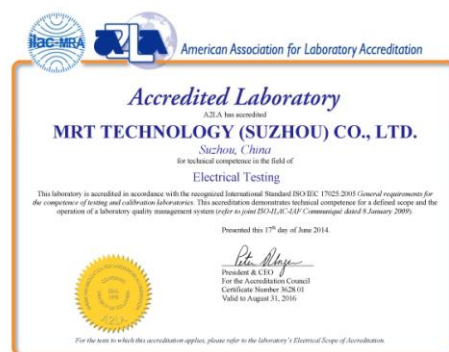 ilac-MRA
A2LA
American Association for Laboratory Accreditation
Accredited Laboratory
A2LA has accredited
MRT TECHNOLOGY (SUZHOU) CO., LTD.
Suzhou, China
for technical competence in the field of
Electrical Testing
This laboratory is accredited in accordance with the recognized International Standard ISO/IEC 17025:2005 General requirements for
the competence of testing and calibration laboratories. This accreditation demonstrates technical competence for a defined scope and the
operation of a laboratory quality management system (refer to joint ISO-ILAC-IAF Communiqué dated 8 January 2009).
Presented this 17th day of June 2014.
President & CEO
For the Accreditation Council
Certificate Number 3628.01
Valid to August 31, 2016
A2LA
For the tests to which this accreditation applies, please refer to the laboratory's Electrical Scope of Accreditation.